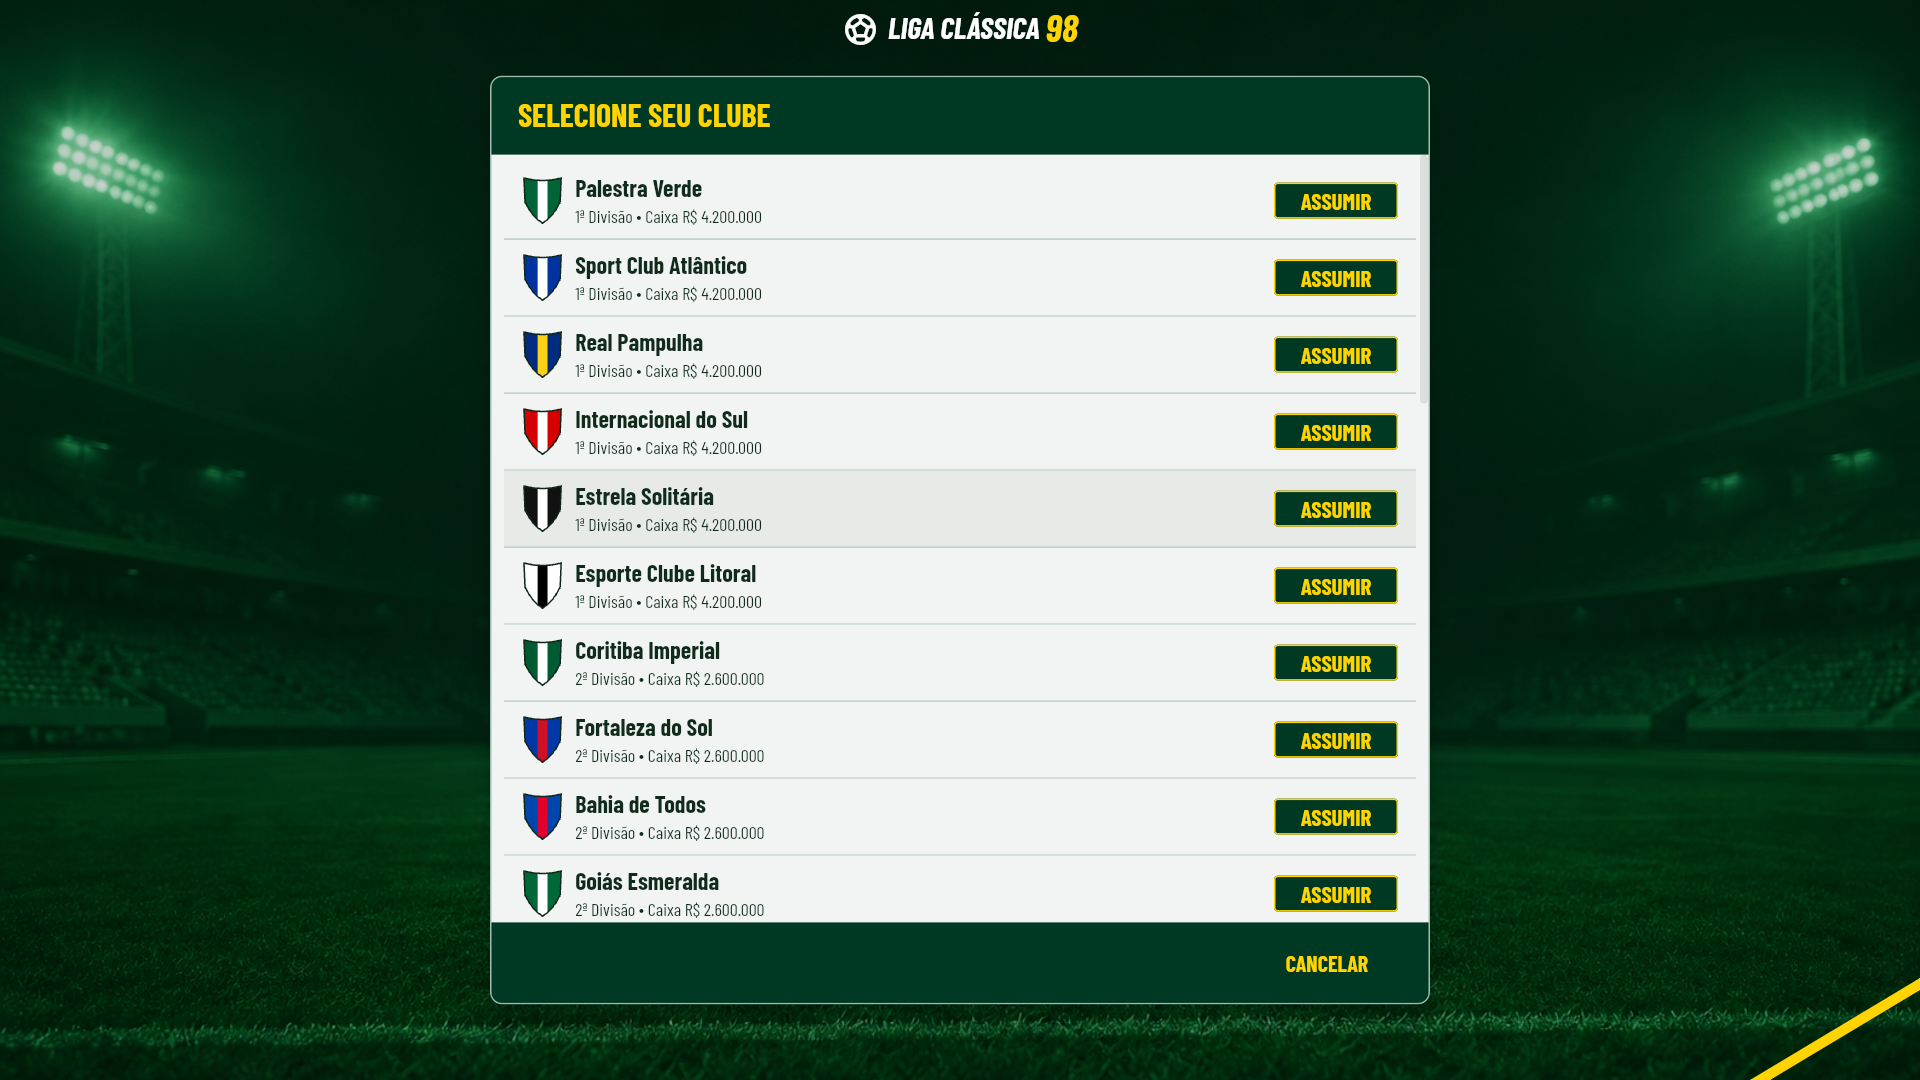 LIGA CLÁSSICA 98
SELECIONE SEU CLUBE
Palestra Verde
1ª Divisão • Caixa R$ 4.200.000
ASSUMIR
Sport Club Atlântico
1ª Divisão • Caixa R$ 4.200.000
ASSUMIR
Real Pampulha
1ª Divisão • Caixa R$ 4.200.000
ASSUMIR
Internacional do Sul
1ª Divisão • Caixa R$ 4.200.000
ASSUMIR
Estrela Solitária
1ª Divisão • Caixa R$ 4.200.000
ASSUMIR
Esporte Clube Litoral
1ª Divisão • Caixa R$ 4.200.000
ASSUMIR
Coritiba Imperial
2ª Divisão • Caixa R$ 2.600.000
ASSUMIR
Fortaleza do Sol
2ª Divisão • Caixa R$ 2.600.000
ASSUMIR
Bahia de Todos
2ª Divisão • Caixa R$ 2.600.000
ASSUMIR
Goiás Esmeralda
2ª Divisão • Caixa R$ 2.600.000
ASSUMIR
CANCELAR